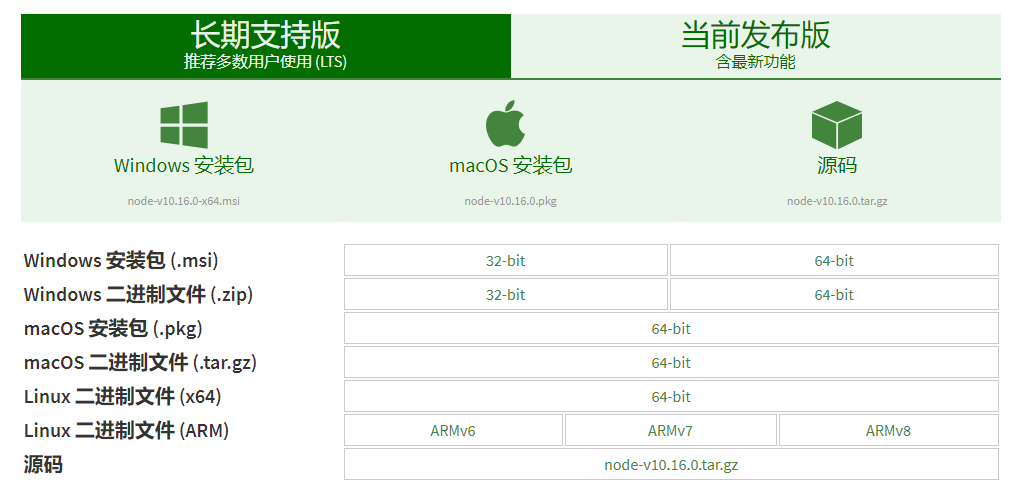 长期支持版
推荐多数用户使用 (LTS)
当前发布版
含最新功能
Windows 安装包
node-v10.16.0-x64.msi
macOS 安装包
node-v10.16.0.pkg
源码
node-v10.16.0.tar.gz
Windows 安装包 (.msi) 32-bit 64-bit
Windows 二进制文件 (.zip) 32-bit 64-bit
macOS 安装包 (.pkg) 64-bit
macOS 二进制文件 (.tar.gz) 64-bit
Linux 二进制文件 (x64) 64-bit
Linux 二进制文件 (ARM) ARMv6 ARMv7 ARMv8
源码 node-v10.16.0.tar.gz